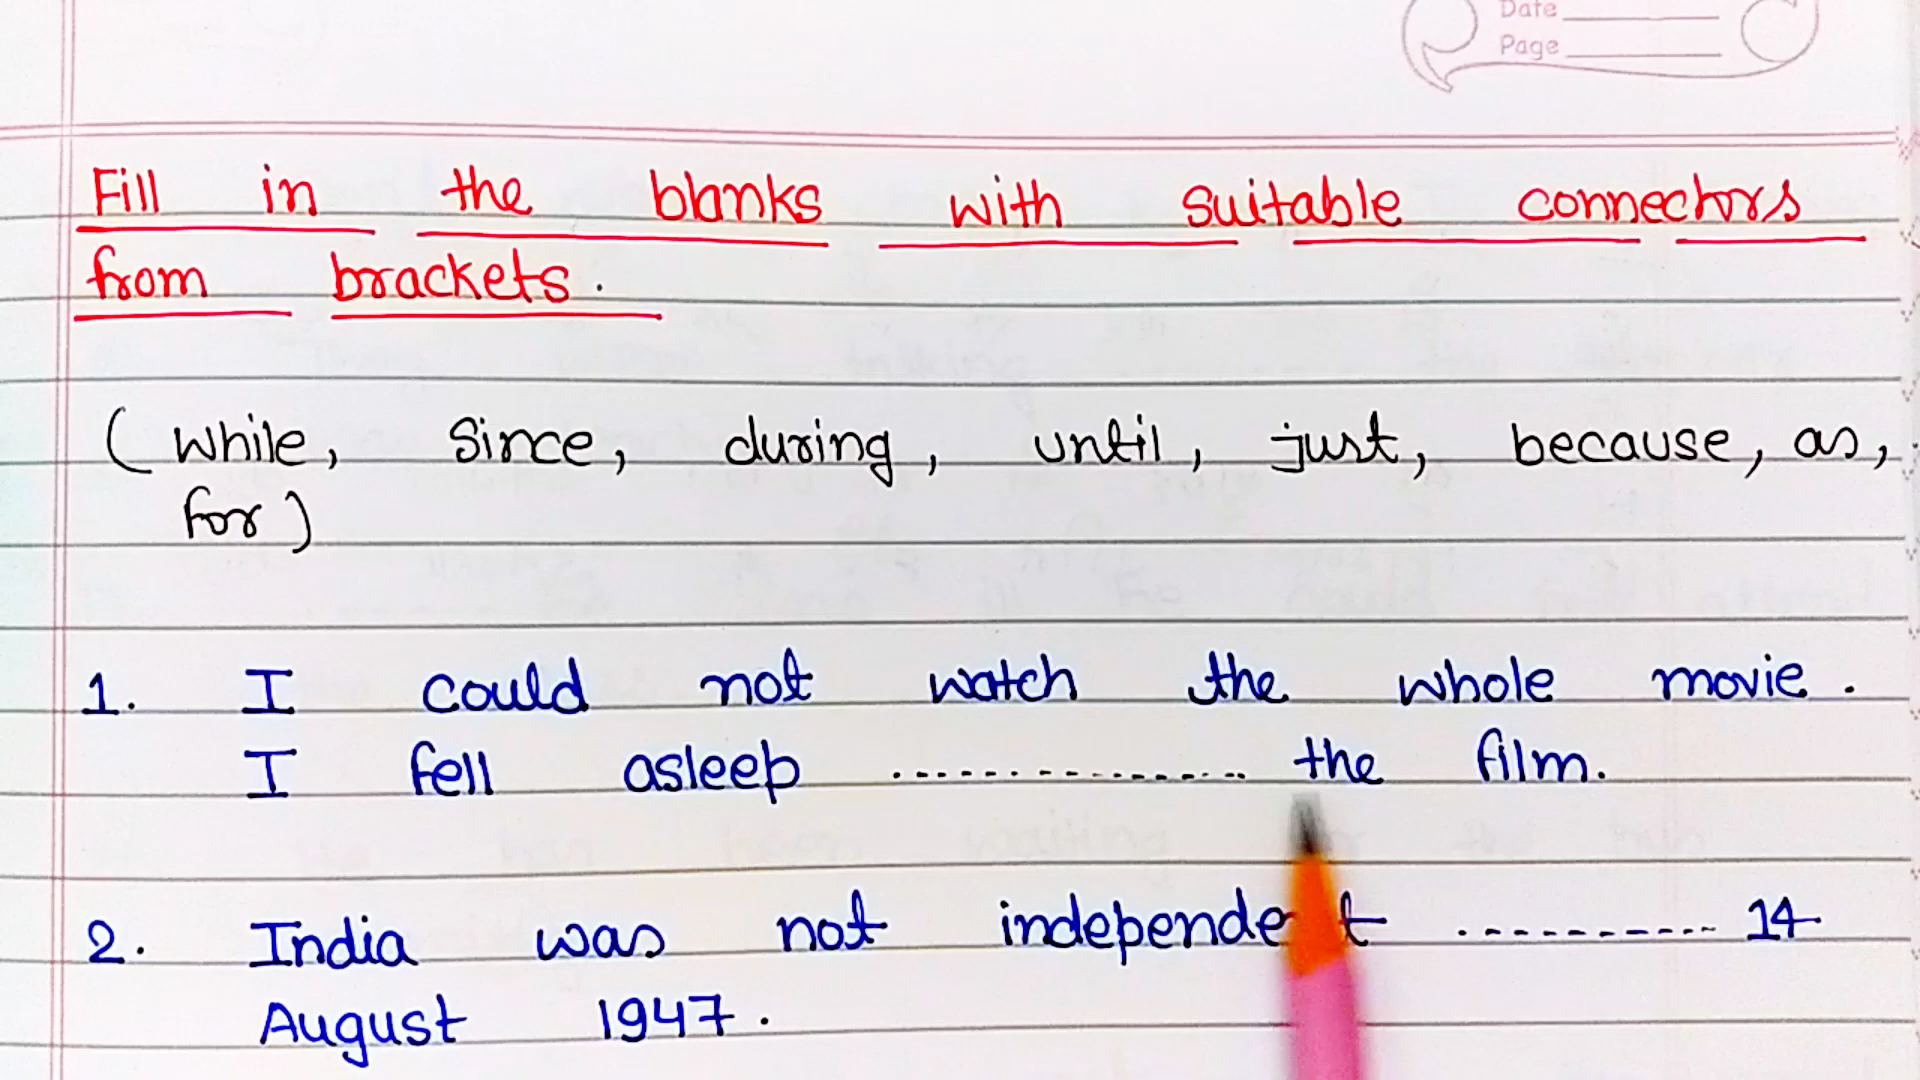 Date
Page
Fill in the blanks with suitable connectors
from brackets.
( while, since, during, until, just, because, as,
for )
1. I could not watch the whole movie.
I fell asleep ................ the film.
2. India was not independent ........... 14
August 1947.